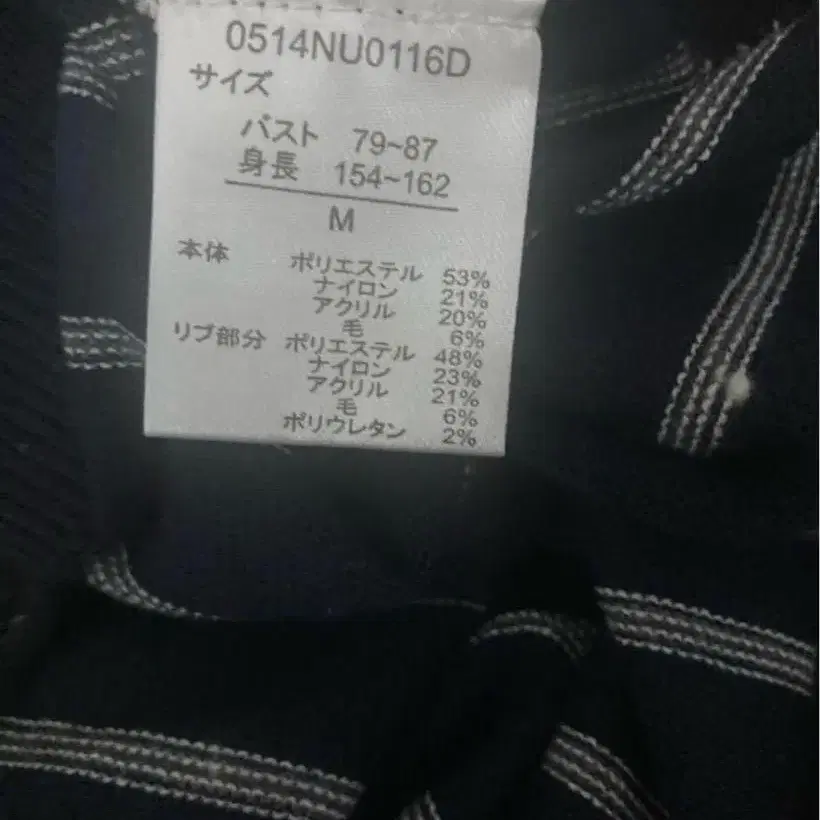 0514NU0116D
サイズ
バスト 79~87
身長 154~162
M
本体 ポリエステル 53%
ナイロン 21%
アクリル 20%
毛 6%
リブ部分 ポリエステル 48%
ナイロン 23%
アクリル 21%
毛 6%
ポリウレタン 2%